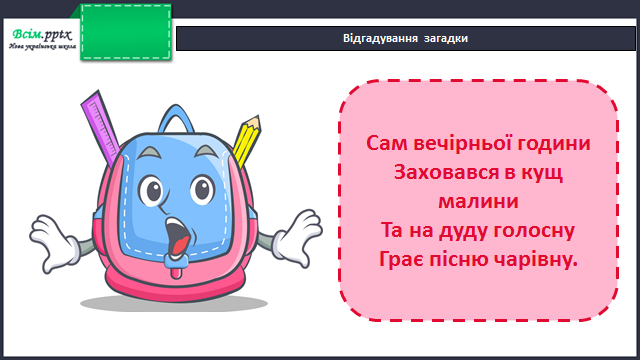 Всім.pptx
Нова українська школа
Відгадування загадки
Сам вечірньої години
Заховався в кущ
малини
Та на дуду голосну
Грає пісню чарівну.